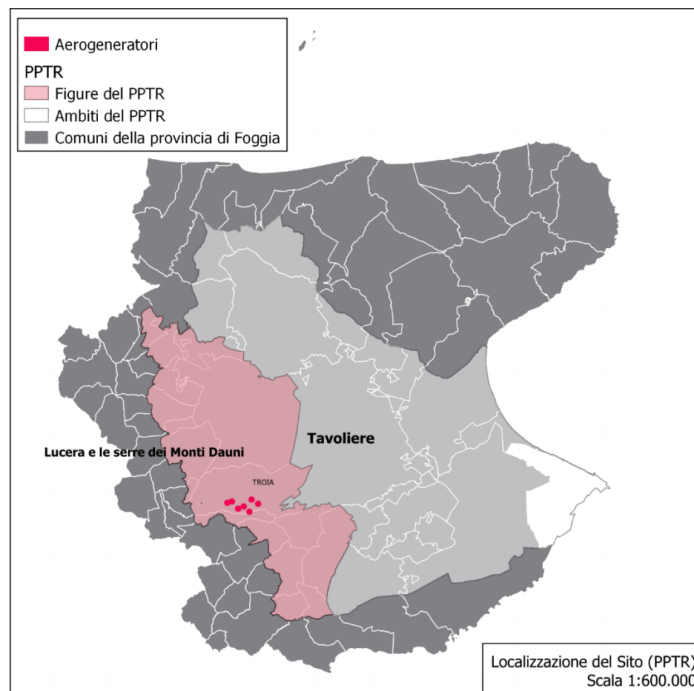 Aerogeneratori
PPTR
Figure del PPTR
Ambiti del PPTR
Comuni della provincia di Foggia
Tavoliere
Lucera e le serre dei Monti Dauni
TROIA
Localizzazione del Sito (PPTR)
Scala 1:600.000